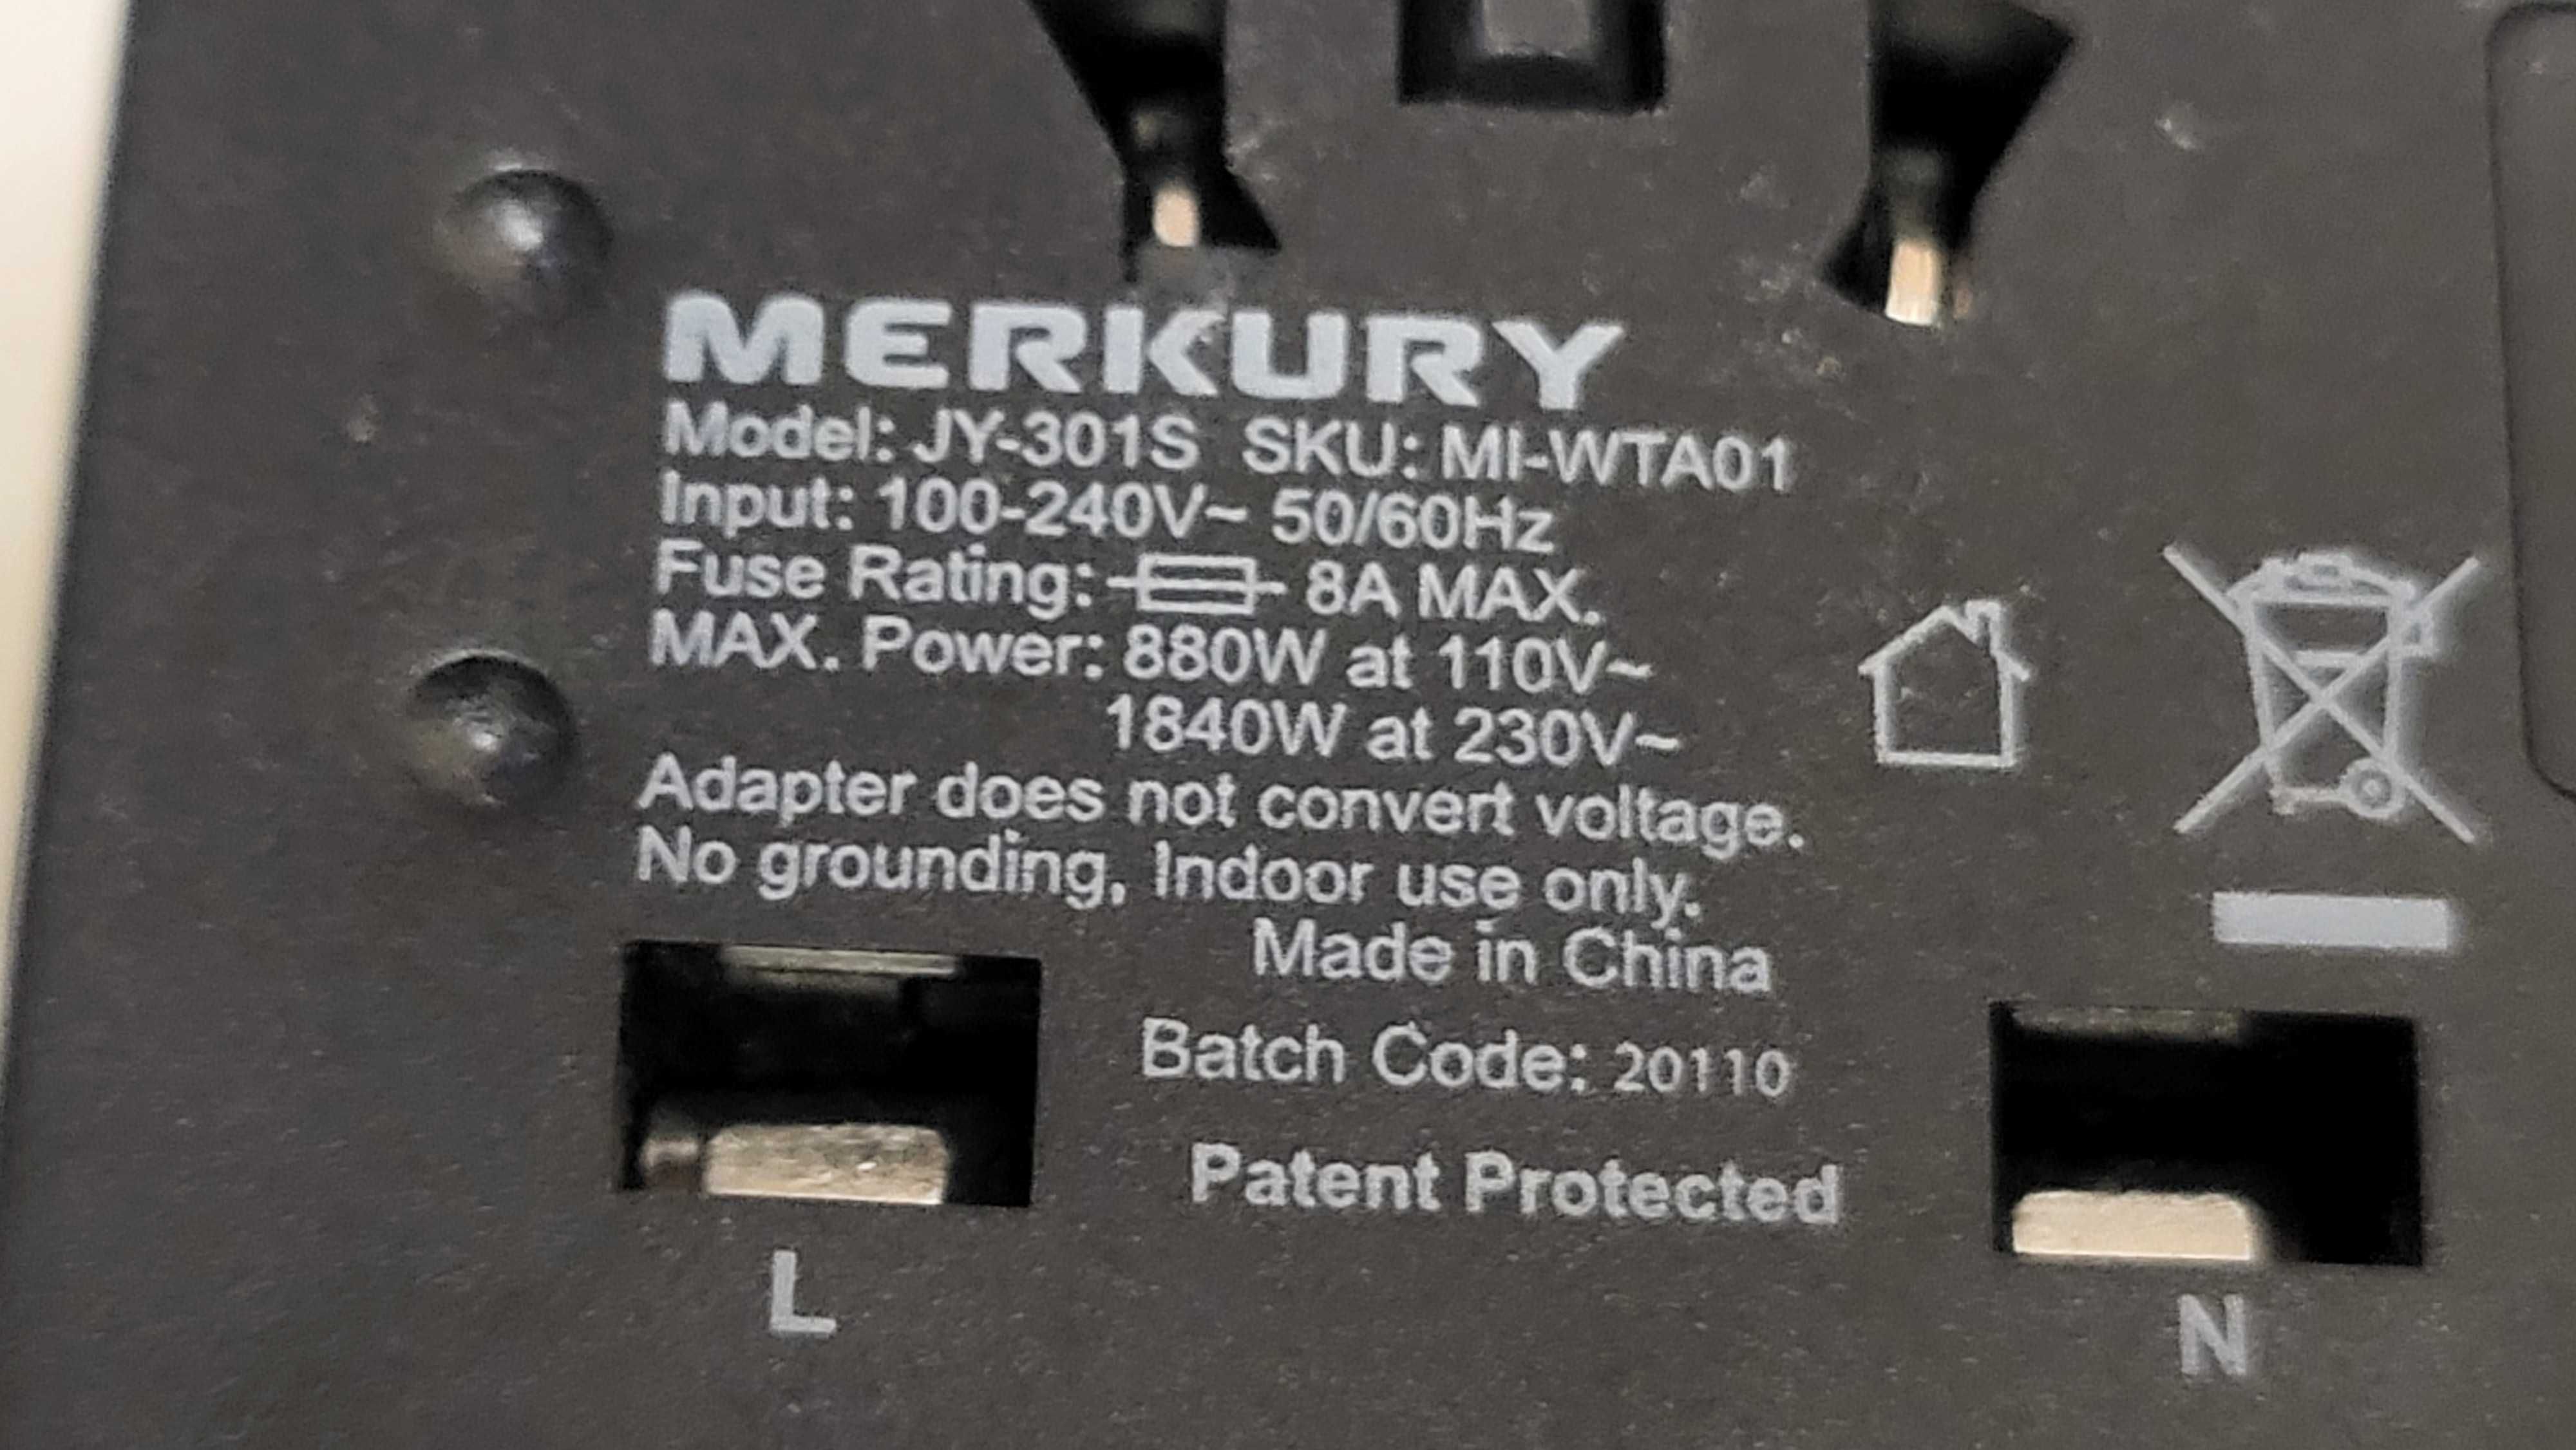 MERKURY
Model: JY-301S SKU: MI-WTA01
Input: 100-240V~ 50/60Hz
Fuse Rating: 8A MAX.
MAX. Power: 880W at 110V~
1840W at 230V~
Adapter does not convert voltage.
No grounding, Indoor use only.
Made in China
Batch Code: 20110
Patent Protected
L
N